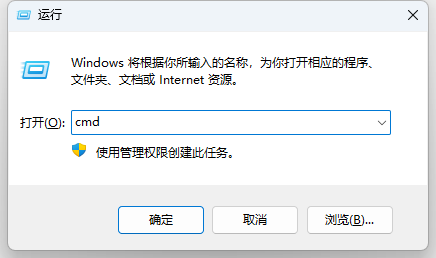 运行
Windows 将根据你所输入的名称，为你打开相应的程序、
文件夹、文档或 Internet 资源。
打开(O): cmd
使用管理权限创建此任务。
确定 取消 浏览(B)...